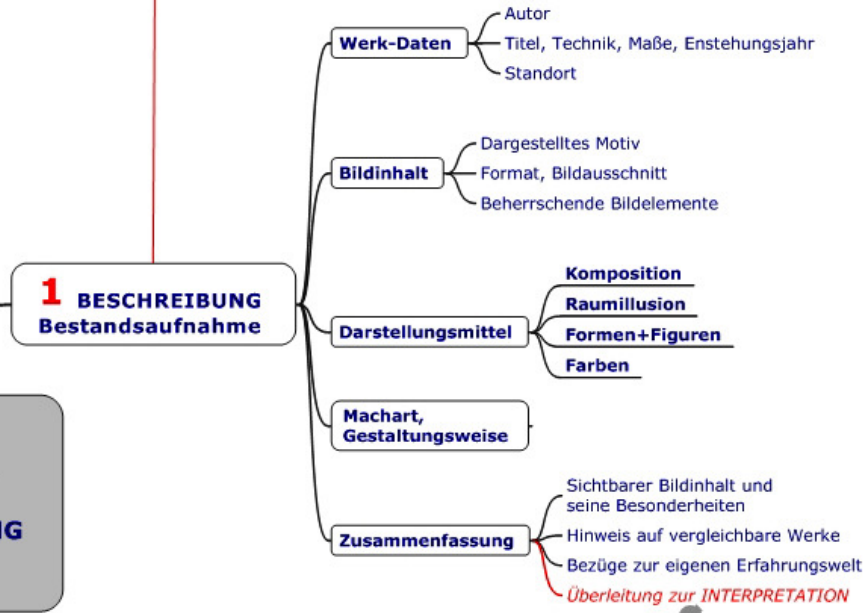 Werk-Daten
Autor
Titel, Technik, Maße, Enstehungsjahr
Standort
Bildinhalt
Dargestelltes Motiv
Format, Bildausschnitt
Beherrschende Bildelemente
1 BESCHREIBUNG
Bestandsaufnahme
Darstellungsmittel
Komposition
Raumillusion
Formen+Figuren
Farben
Machart,
Gestaltungsweise
Zusammenfassung
Sichtbarer Bildinhalt und
seine Besonderheiten
Hinweis auf vergleichbare Werke
Bezüge zur eigenen Erfahrungswelt
Überleitung zur INTERPRETATION
G